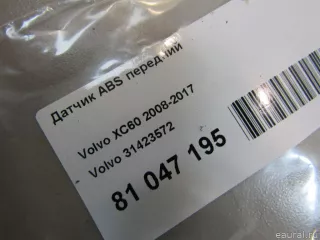 Датчик ABS передний
Volvo XC60 2008-2017
Volvo 31423572
81 047 195
eaural.ru